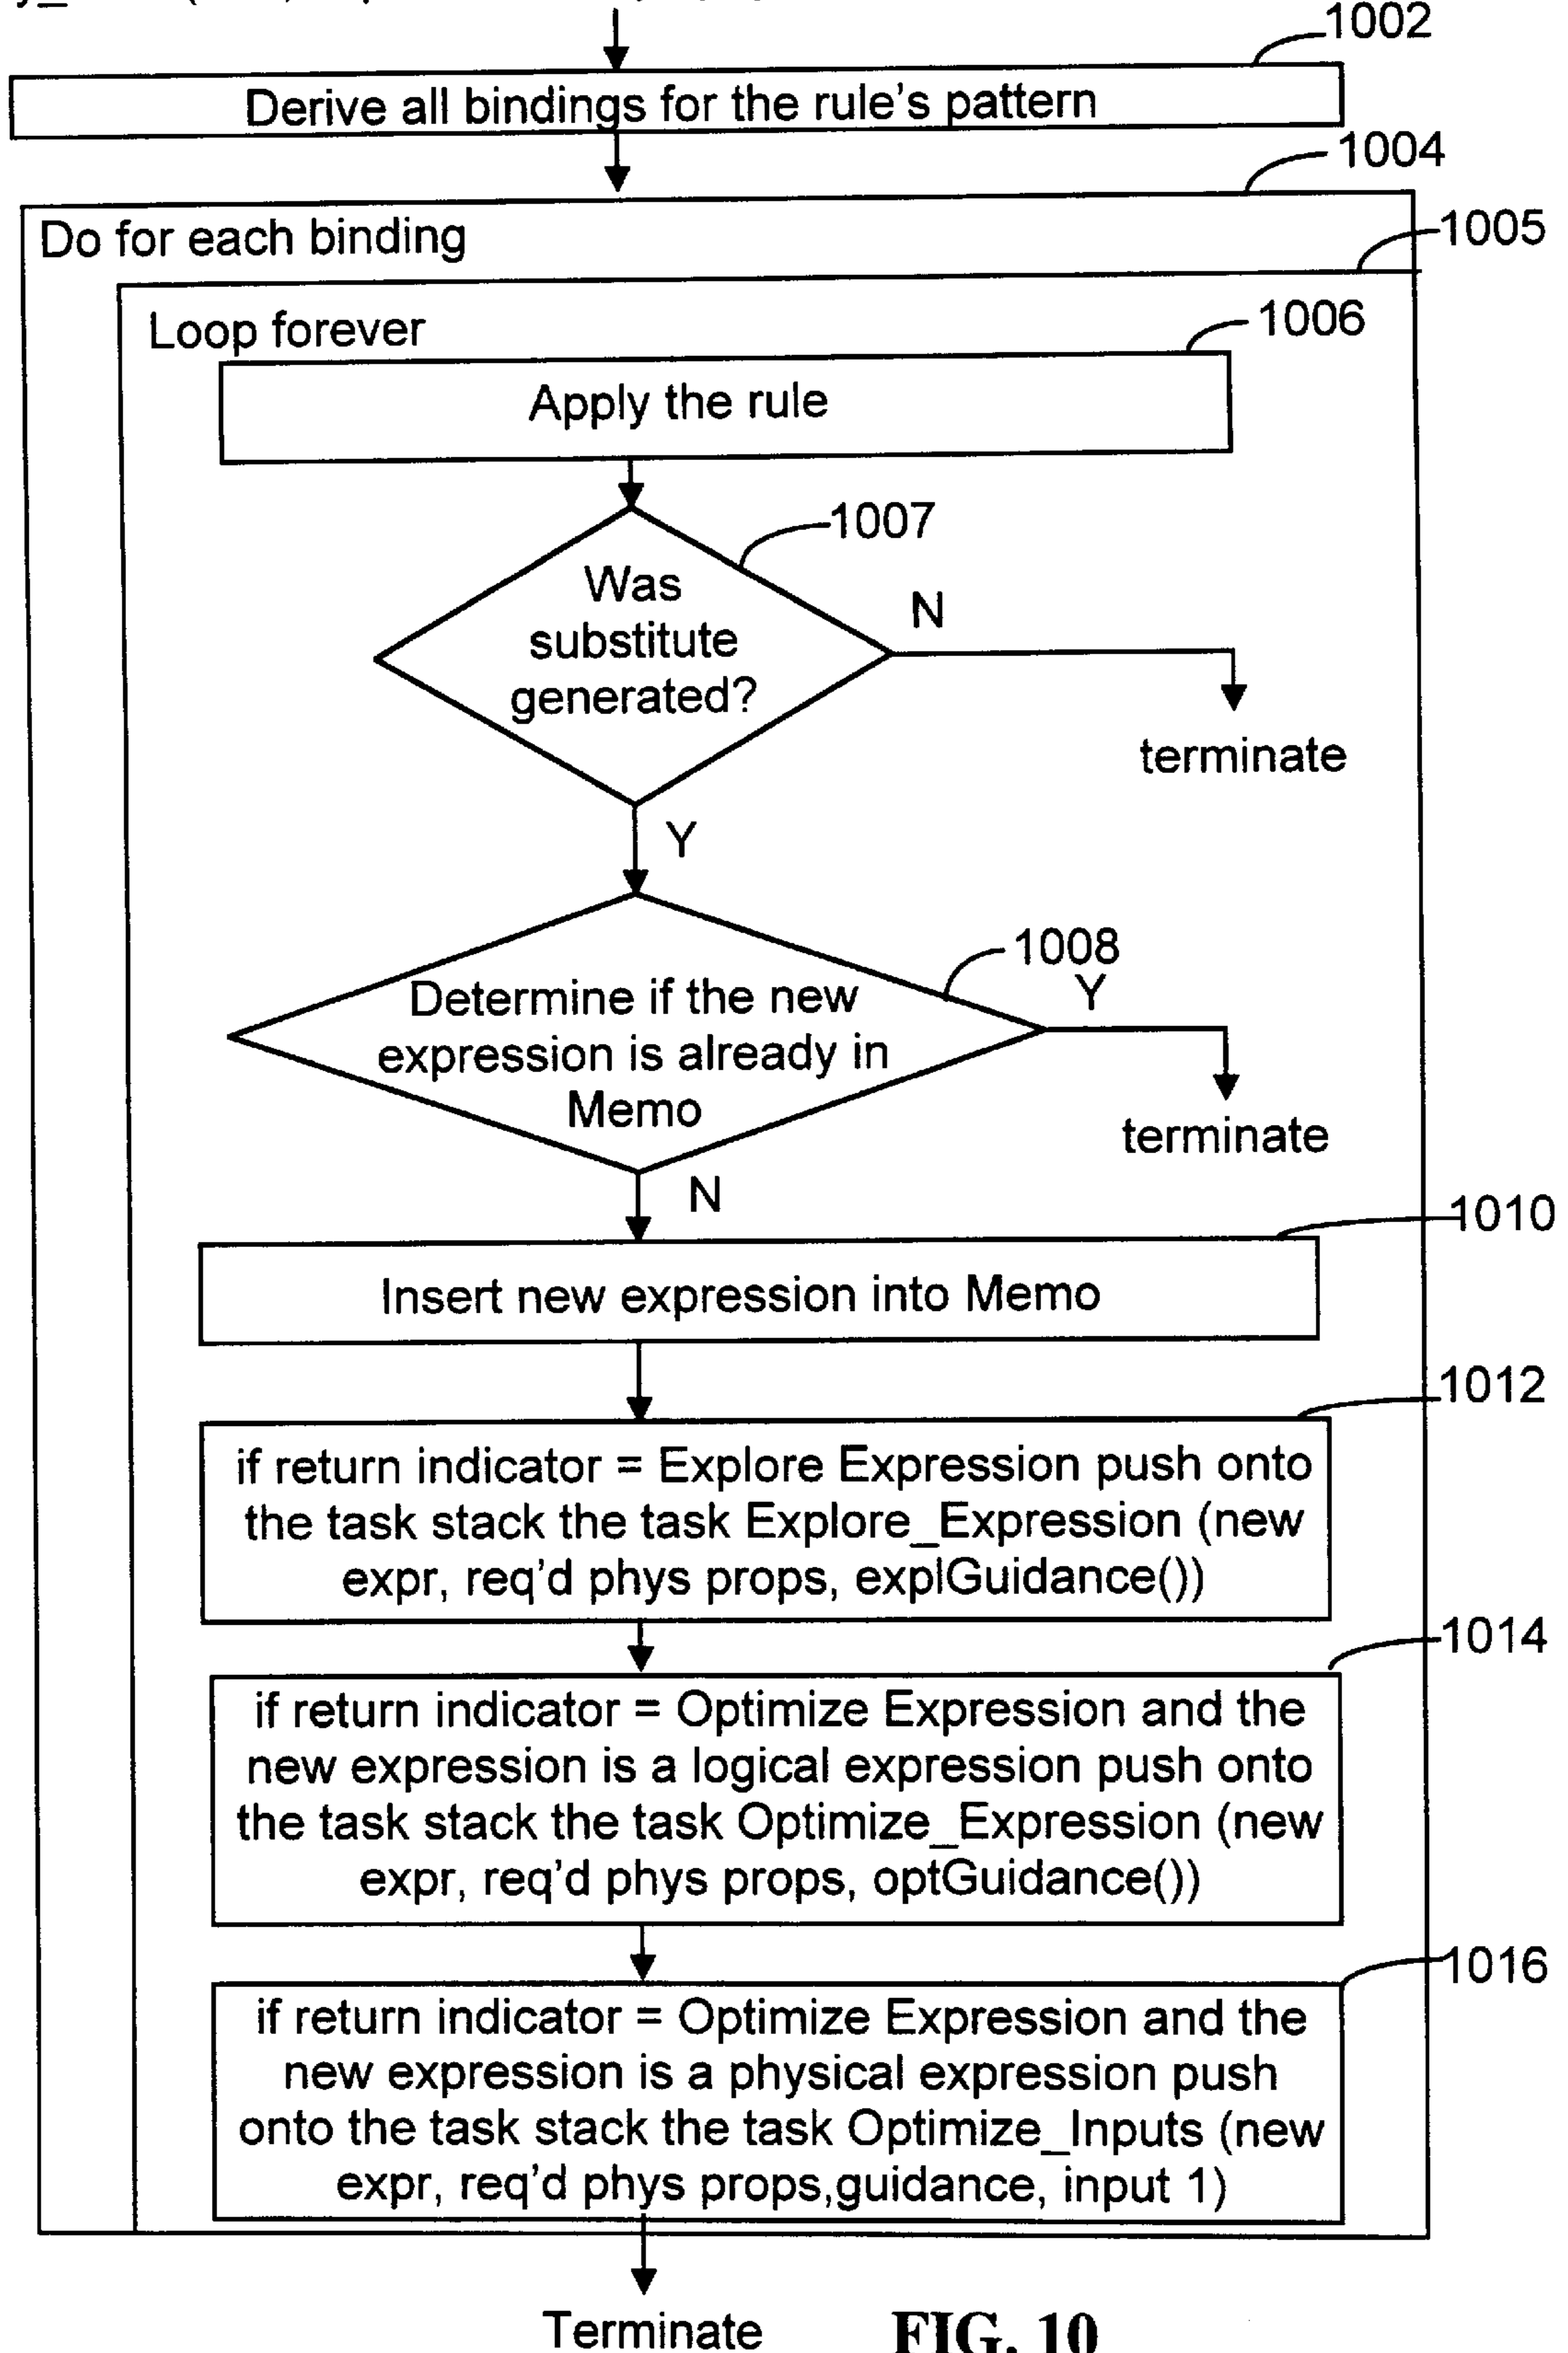 1002
Derive all bindings for the rule's pattern
1004
Do for each binding
1005
Loop forever
1006
Apply the rule
1007
Was
substitute
generated?
N
terminate
Y
1008
Determine if the new
expression is already in
Memo
Y
terminate
N
1010
Insert new expression into Memo
1012
if return indicator = Explore Expression push onto
the task stack the task Explore_Expression (new
expr, req'd phys props, explGuidance())
1014
if return indicator = Optimize Expression and the
new expression is a logical expression push onto
the task stack the task Optimize_Expression (new
expr, req'd phys props, optGuidance())
1016
if return indicator = Optimize Expression and the
new expression is a physical expression push
onto the task stack the task Optimize_Inputs (new
expr, req'd phys props,guidance, input 1)
Terminate
FIG. 10